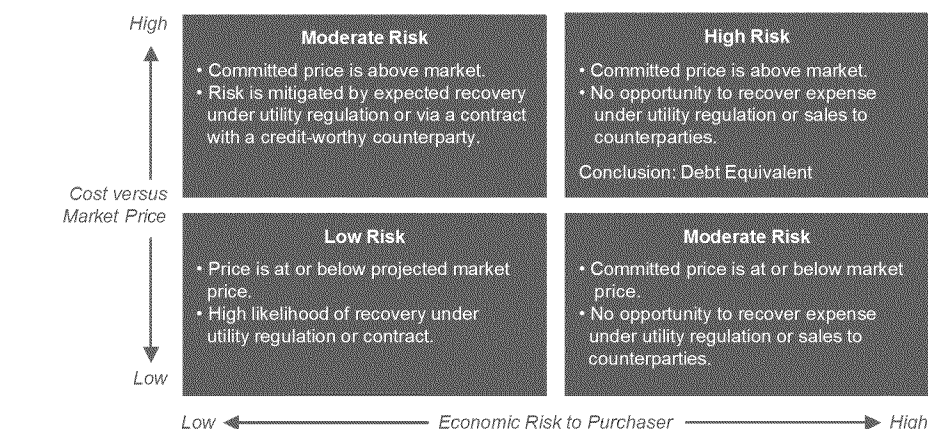 High
Moderate Risk
• Committed price is above market.
• Risk is mitigated by expected recovery
under utility regulation or via a contract
with a credit-worthy counterparty.
High Risk
• Committed price is above market.
• No opportunity to recover expense
under utility regulation or sales to
counterparties.
Conclusion: Debt Equivalent
Cost versus
Market Price
Low Risk
• Price is at or below projected market
price.
• High likelihood of recovery under
utility regulation or contract.
Moderate Risk
• Committed price is at or below market
price.
• No opportunity to recover expense
under utility regulation or sales to
counterparties.
Low
Low Economic Risk to Purchaser High